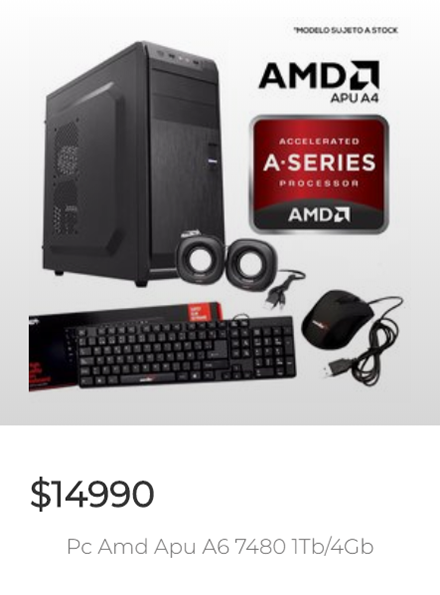 *MODELO SUJETO A STOCK
AMD
APU A4
ACCELERATED
A-SERIES
PROCESSOR
AMD
$14990
Pc Amd Apu A6 7480 1Tb/4Gb